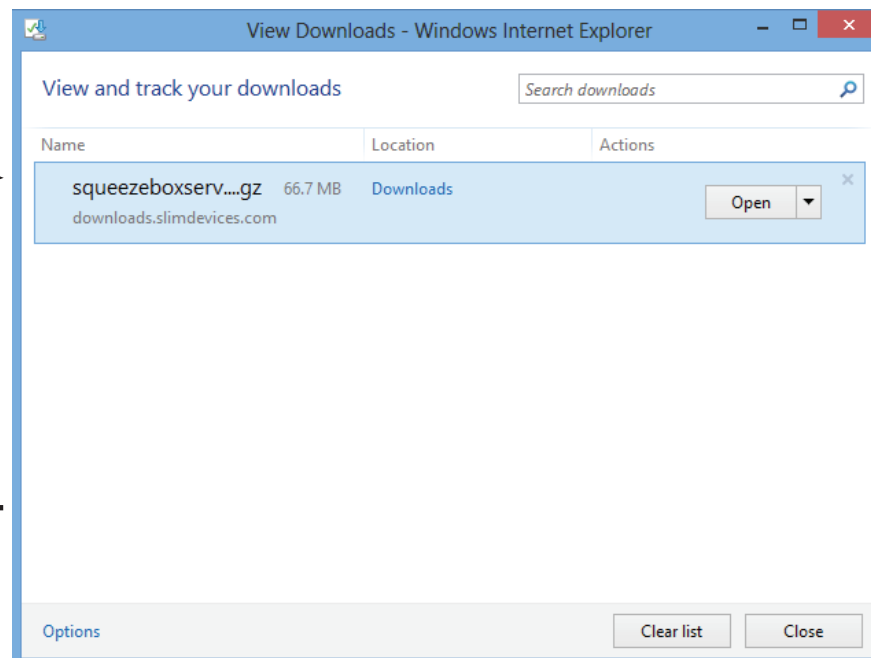 View Downloads - Windows Internet Explorer
View and track your downloads
Search downloads
Name Location Actions
squeezeboxserv....gz 66.7 MB Downloads Open
downloads.slimdevices.com
Options Clear list Close